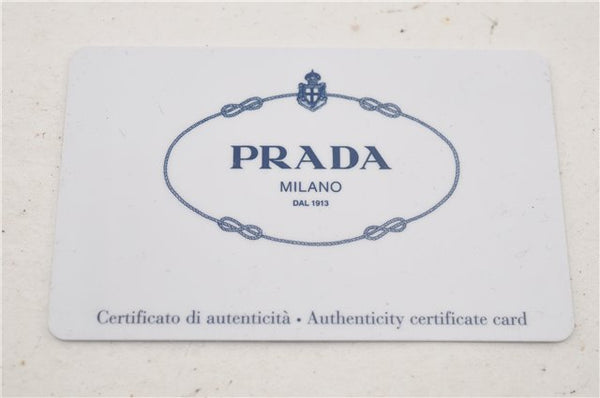 PRADA
MILANO
DAL 1913
Certificato di autenticità • Authenticity certificate card